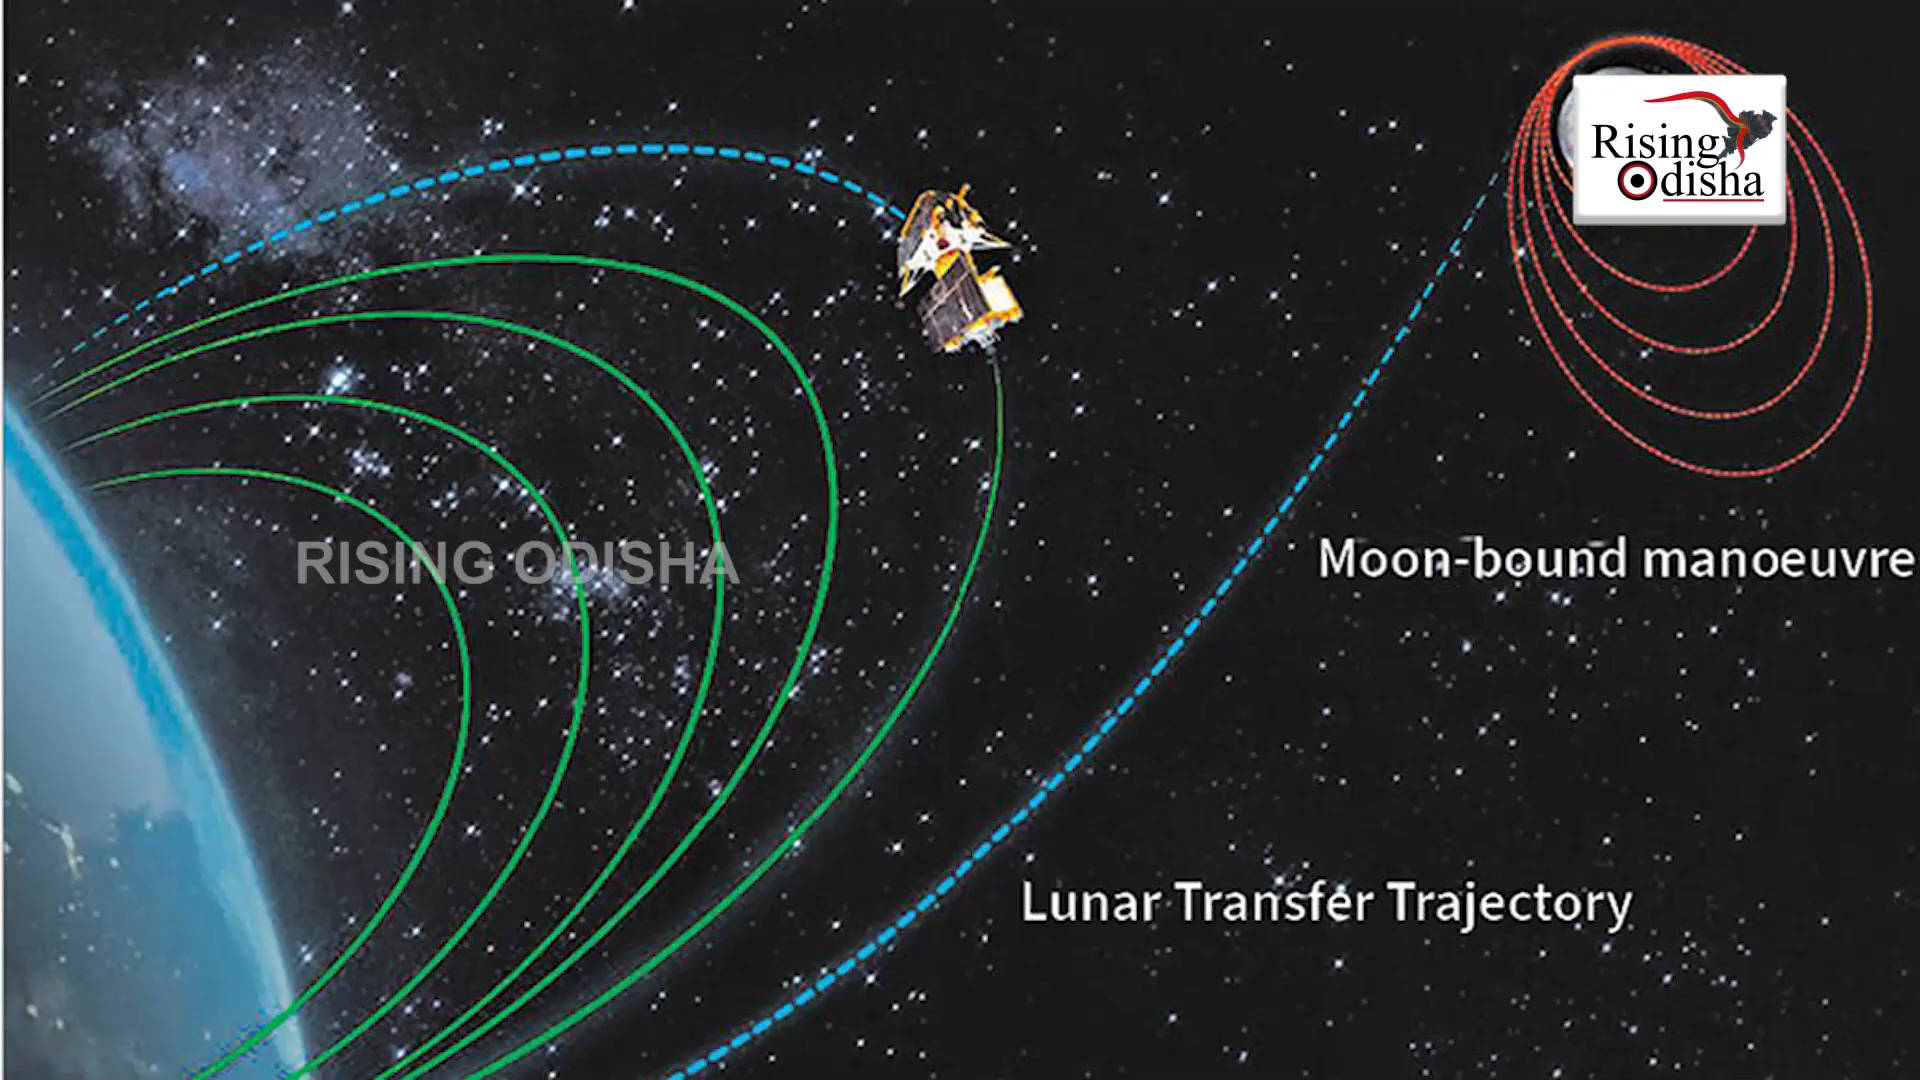 Rising
Odisha
RISING ODISHA
Moon-bound manoeuvre
Lunar Transfer Trajectory